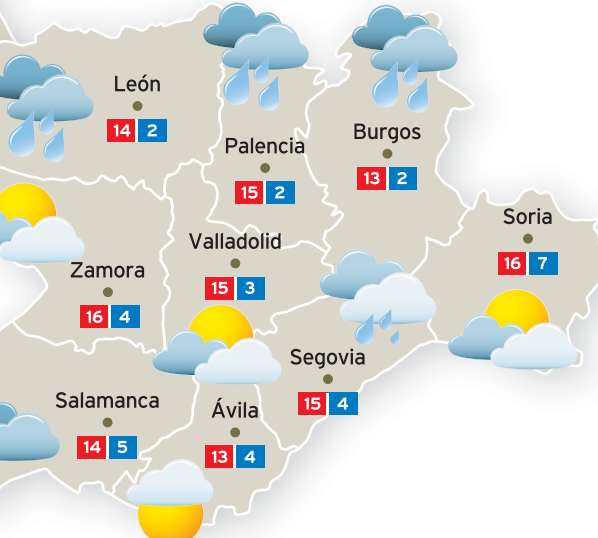 León
14 2
Palencia
15 2
Burgos
13 2
Soria
16 7
Valladolid
15 3
Zamora
16 4
Segovia
15 4
Salamanca
14 5
Ávila
13 4